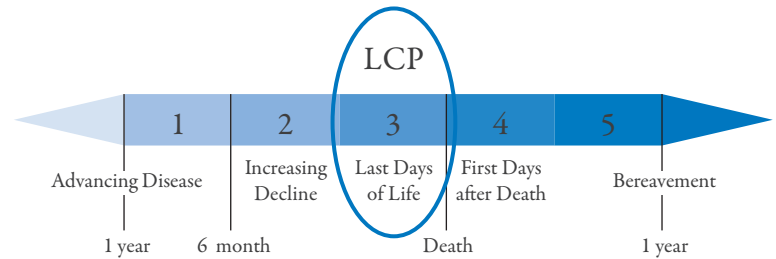 LCP
1 2 3 4 5
Advancing Disease
Increasing
Decline
Last Days
of Life
First Days
after Death
Bereavement
1 year
6 month
Death
1 year